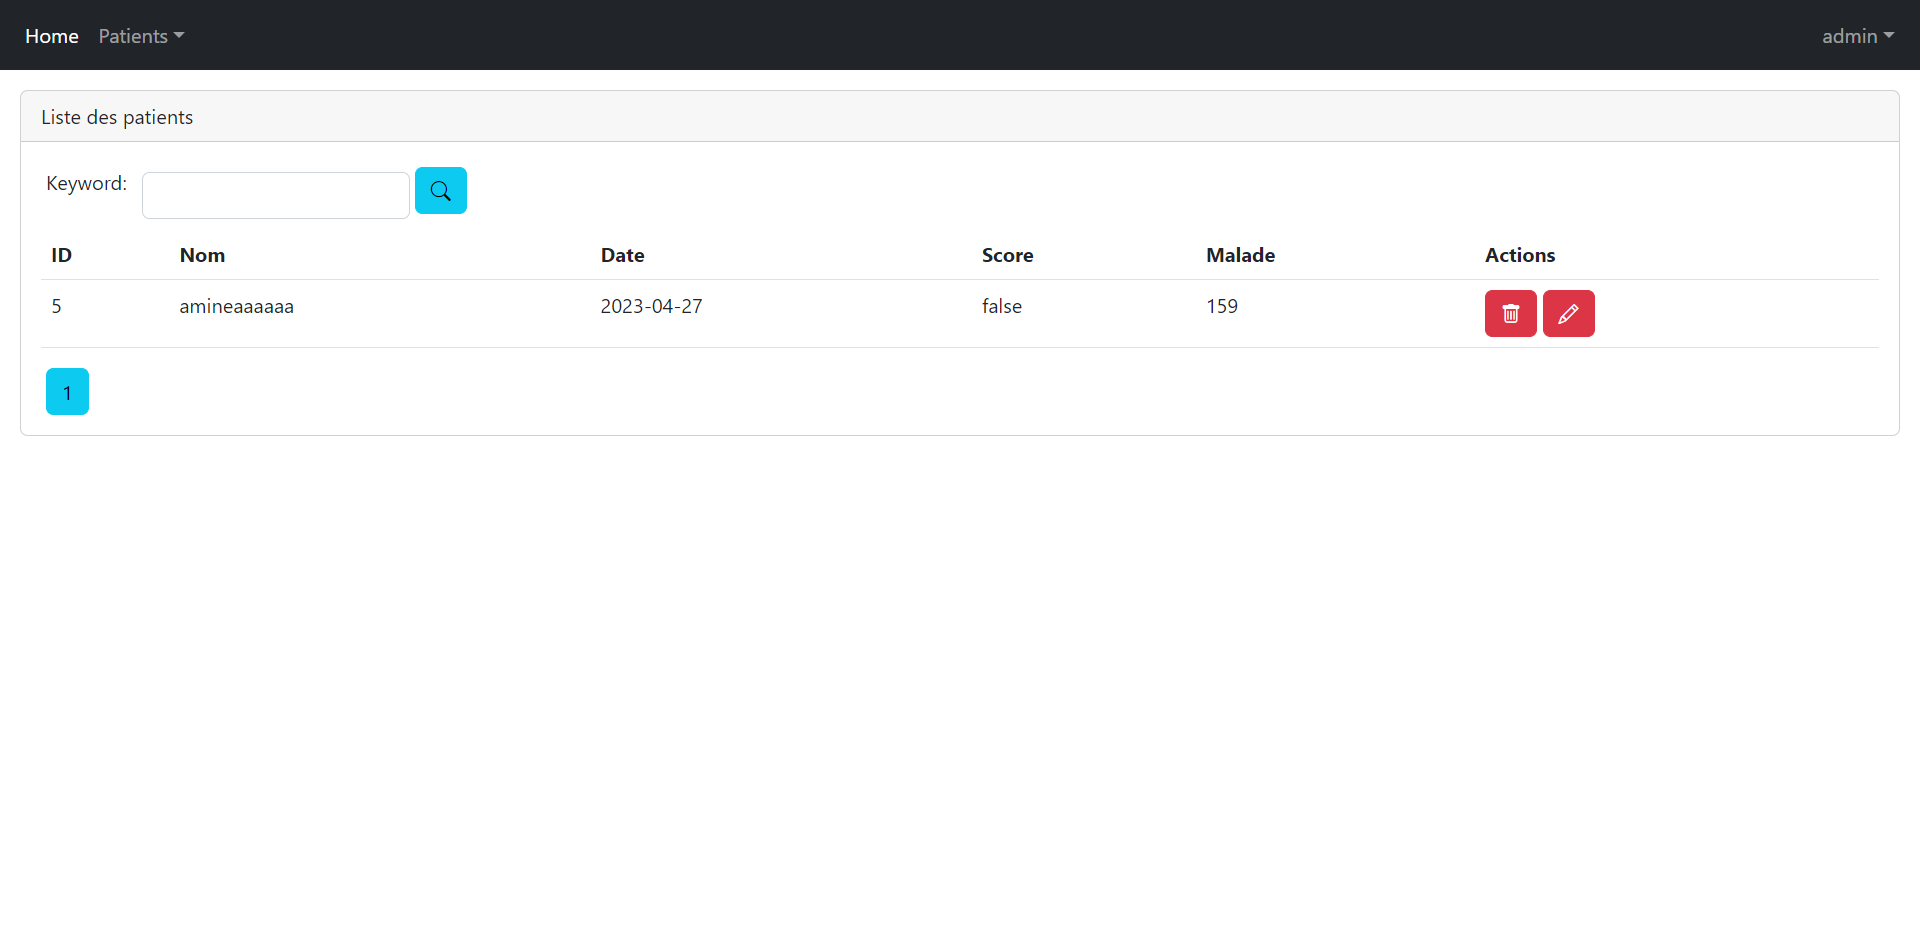 Home Patients admin
Liste des patients
Keyword:
ID Nom Date Score Malade Actions
5 amineaaaaaa 2023-04-27 false 159
1